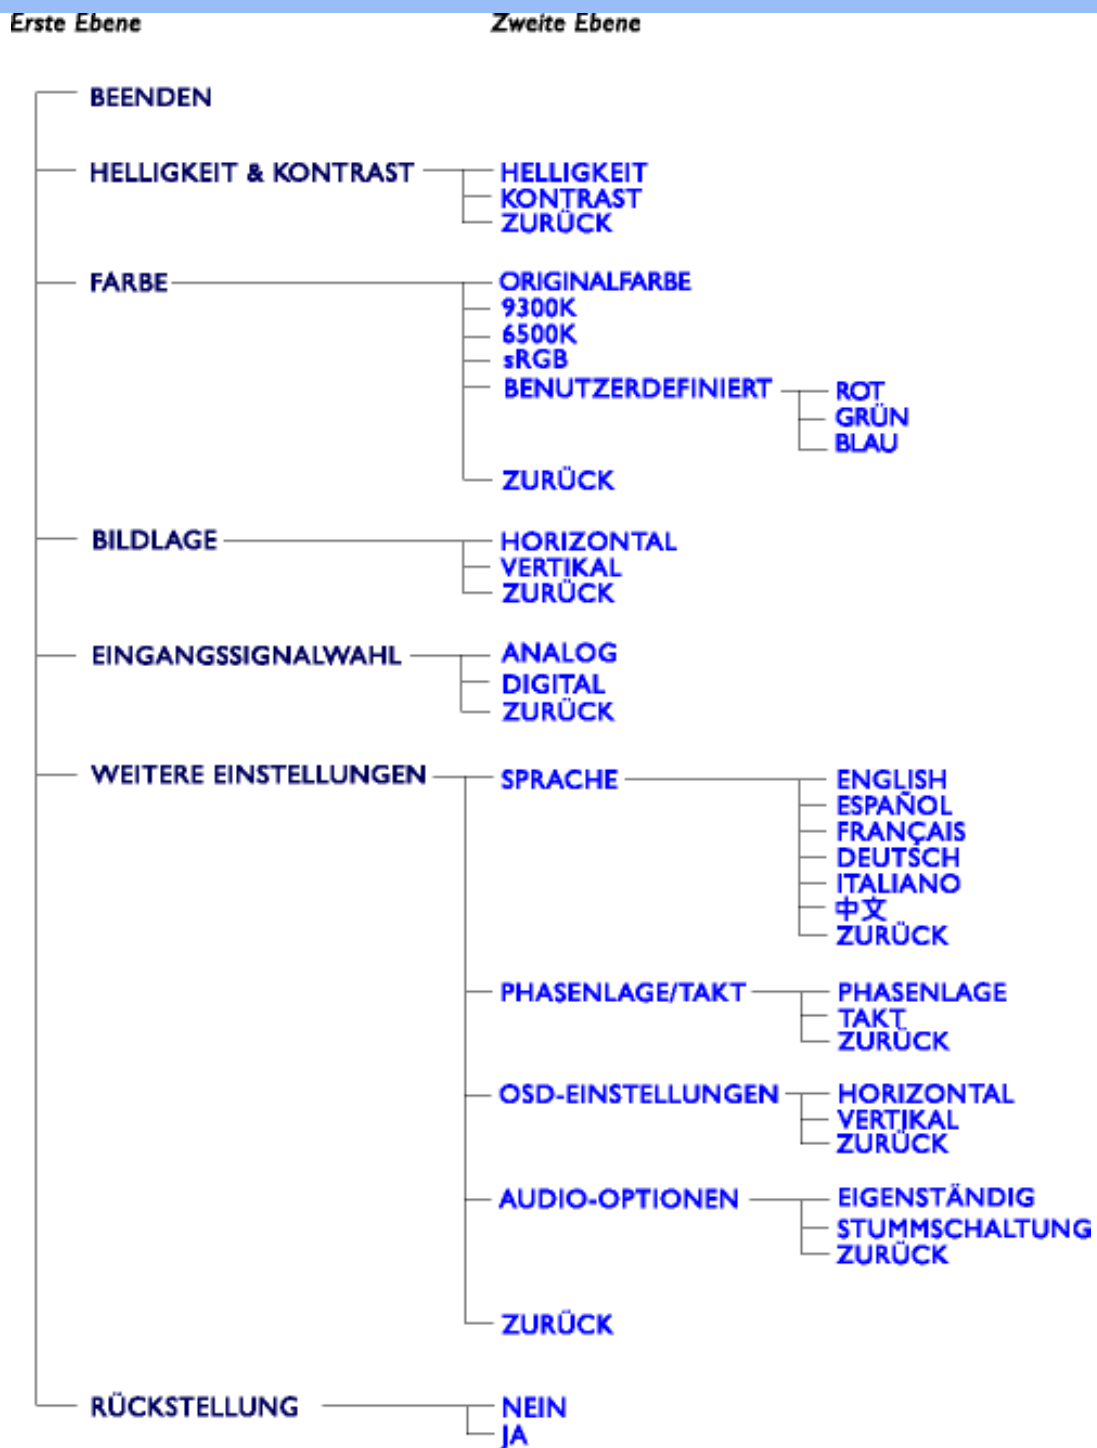 Erste Ebene
Zweite Ebene
BEENDEN
HELLIGKEIT & KONTRAST
HELLIGKEIT
KONTRAST
ZURÜCK
FARBE
ORIGINALFARBE
9300K
6500K
sRGB
BENUTZERDEFINIERT
ROT
GRÜN
BLAU
ZURÜCK
BILDLAGE
HORIZONTAL
VERTIKAL
ZURÜCK
EINGANGSSIGNALWAHL
ANALOG
DIGITAL
ZURÜCK
WEITERE EINSTELLUNGEN
SPRACHE
ENGLISH
ESPAÑOL
FRANÇAIS
DEUTSCH
ITALIANO
中文
ZURÜCK
PHASENLAGE/TAKT
PHASENLAGE
TAKT
ZURÜCK
OSD-EINSTELLUNGEN
HORIZONTAL
VERTIKAL
ZURÜCK
AUDIO-OPTIONEN
EIGENSTÄNDIG
STUMMSCHALTUNG
ZURÜCK
ZURÜCK
RÜCKSTELLUNG
NEIN
JA